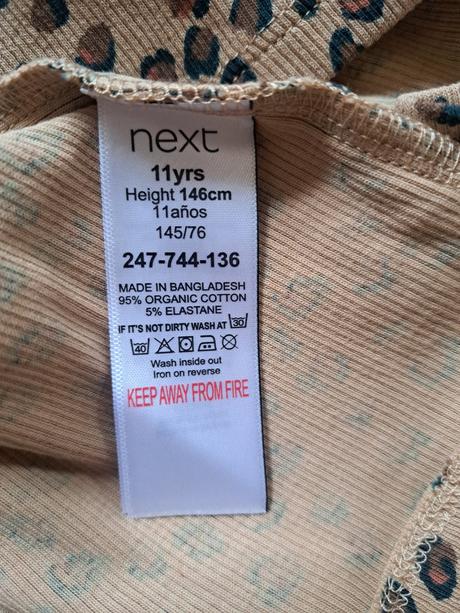 next
11yrs
Height 146cm
11años
145/76
247-744-136
MADE IN BANGLADESH
95% ORGANIC COTTON
5% ELASTANE
IF IT'S NOT DIRTY WASH AT 30
40
Wash inside out
Iron on reverse
KEEP AWAY FROM FIRE